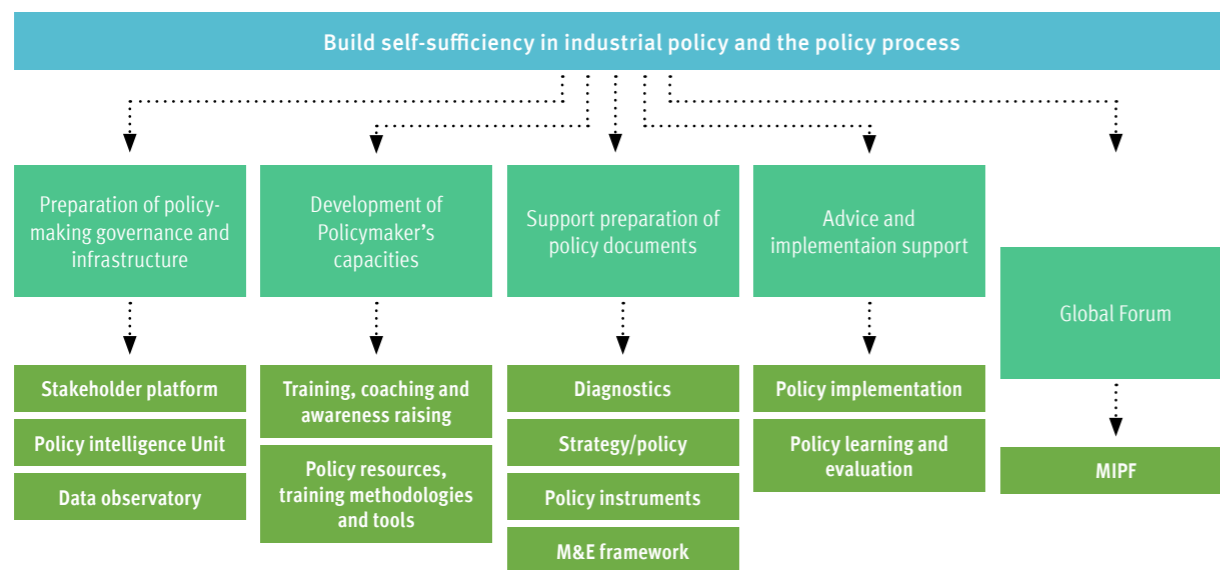 Build self-sufficiency in industrial policy and the policy process
Preparation of policy-
making governance and
infrastructure
Development of
Policymaker's
capacities
Support preparation of
policy documents
Advice and
implementaion support
Global Forum
Stakeholder platform
Policy intelligence Unit
Data observatory
Training, coaching and
awareness raising
Policy resources,
training methodologies
and tools
Diagnostics
Strategy/policy
Policy instruments
M&E framework
Policy implementation
Policy learning and
evaluation
MIPF